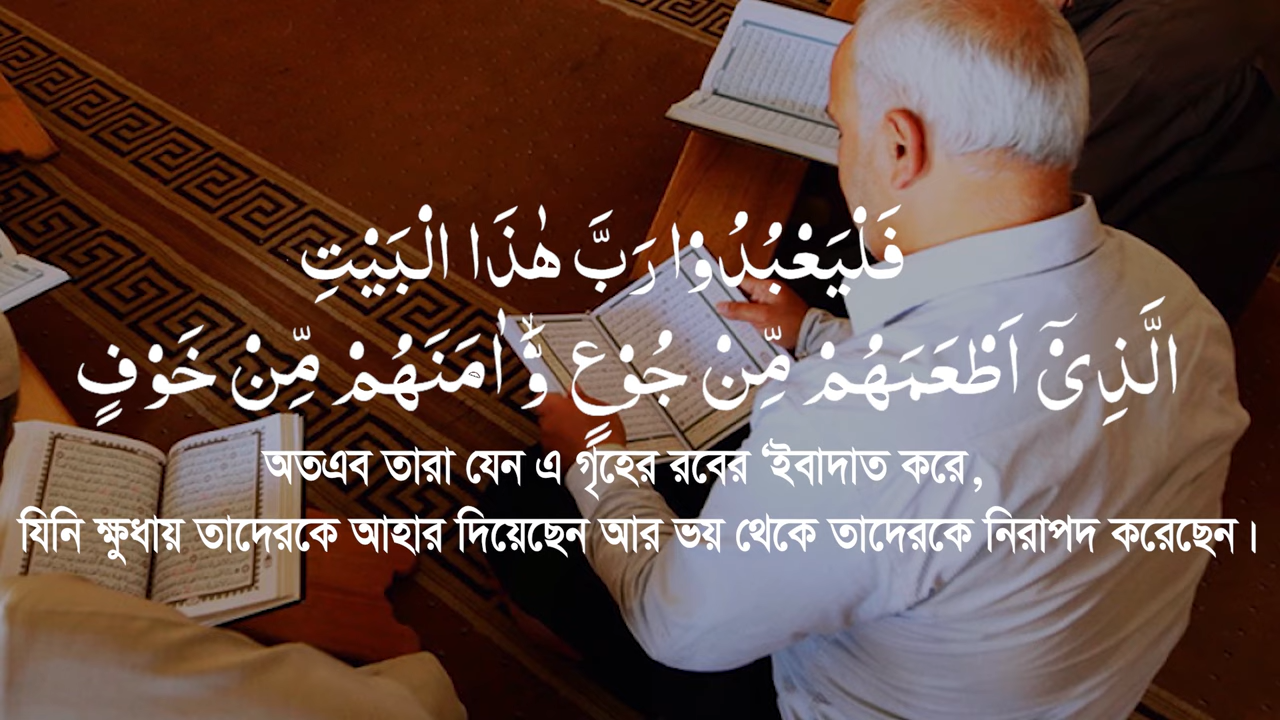 فَلْيَعْبُدُوْا رَبَّ هٰذَا الْبَيْتِ
الَّذِىْۤ اَطْعَمَهُمْ مِّنْ جُوْعٍ ۙ وَّاٰمَنَهُمْ مِّنْ خَوْفٍ
অতএব তারা যেন এ গৃহের রবের ‘ইবাদাত করে,
যিনি ক্ষুধায় তাদেরকে আহার দিয়েছেন আর ভয় থেকে তাদেরকে নিরাপদ করেছেন।